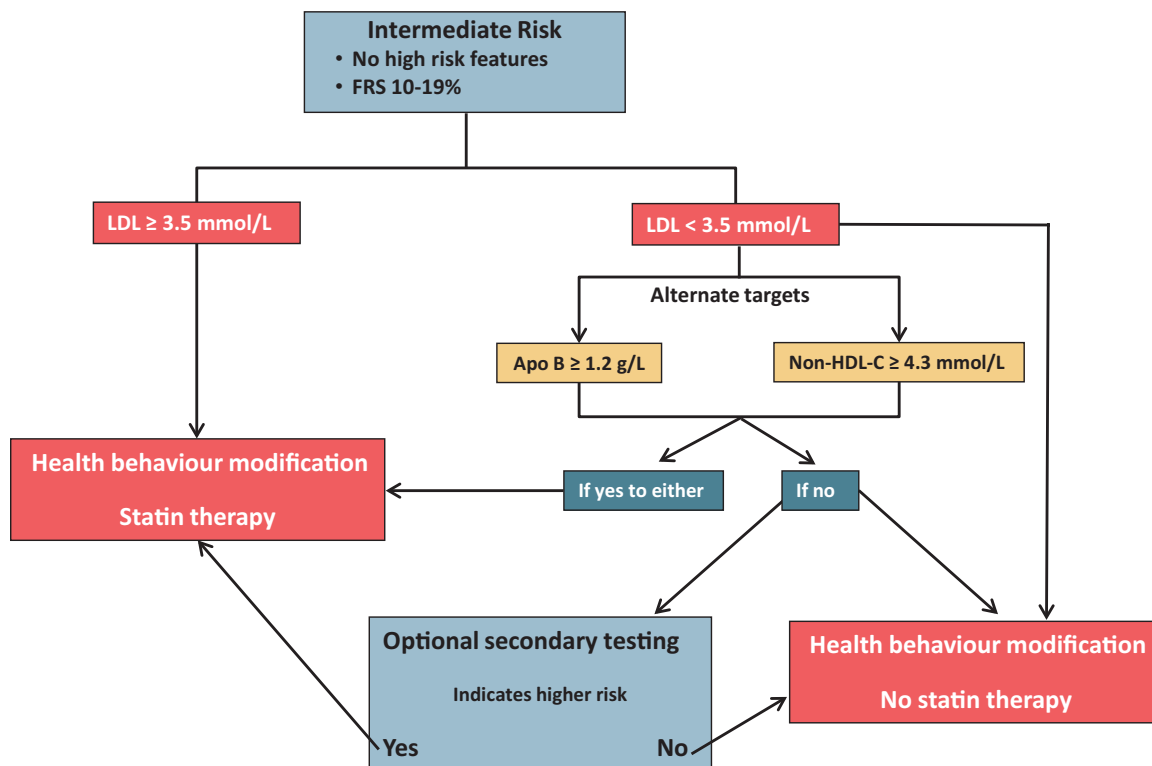 Intermediate Risk
• No high risk features
• FRS 10-19%
LDL ≥ 3.5 mmol/L
LDL < 3.5 mmol/L
Alternate targets
Apo B ≥ 1.2 g/L
Non-HDL-C ≥ 4.3 mmol/L
Health behaviour modification
Statin therapy
If yes to either
If no
Optional secondary testing
Indicates higher risk
Yes
No
Health behaviour modification
No statin therapy